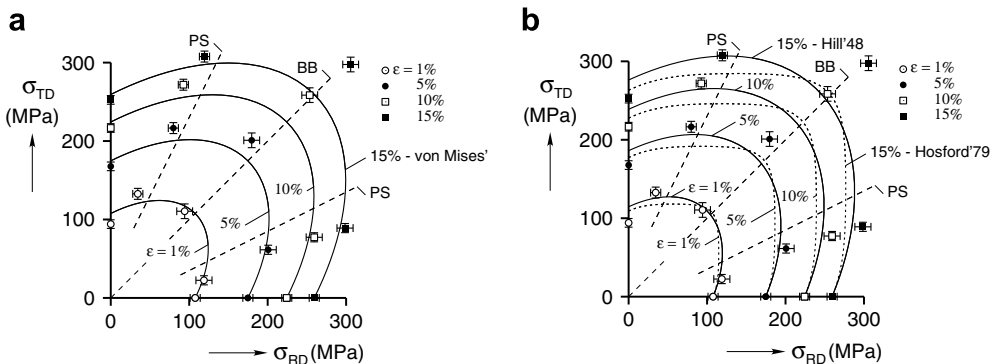 a
PS
300
σTD
(MPa)
BB
ε = 1%
5%
10%
15%
200
15% - von Mises'
PS
10%
100
5%
ε = 1%
0
0
100
200
300
σRD (MPa)
b
PS
15% - Hill'48
300
σTD
(MPa)
BB
10%
ε = 1%
5%
10%
15%
200
5%
15% - Hosford'79
PS
10%
ε = 1%
100
5%
ε = 1%
0
0
100
200
300
σRD (MPa)